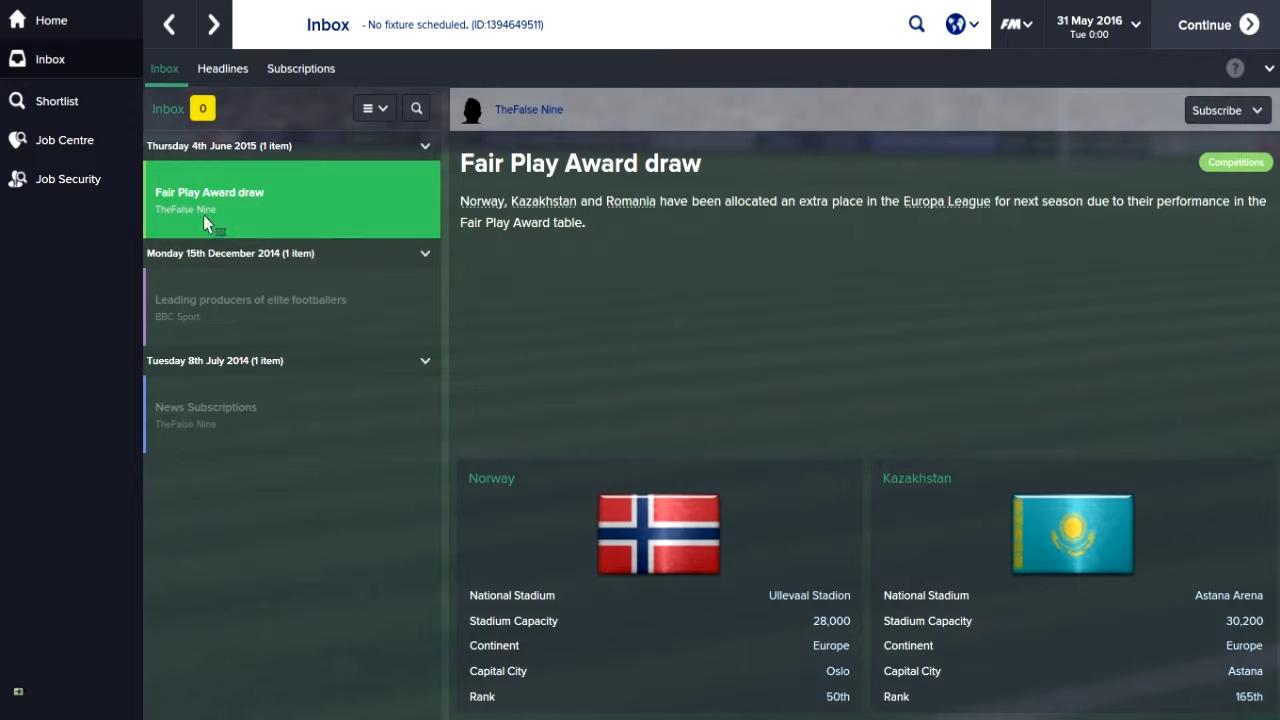 Home
Inbox
Shortlist
Job Centre
Job Security
Inbox - No fixture scheduled. (ID:1394649511)
FM
31 May 2016
Tue 0:00
Continue
Inbox Headlines Subscriptions
?
Inbox 0
Thursday 4th June 2015 (1 item)
Fair Play Award draw
TheFalse Nine
Monday 15th December 2014 (1 item)
Leading producers of elite footballers
BBC Sport
Tuesday 8th July 2014 (1 item)
News Subscriptions
TheFalse Nine
TheFalse Nine
Subscribe
Fair Play Award draw
Competitions
Norway, Kazakhstan and Romania have been allocated an extra place in the Europa League for next season due to their performance in the
Fair Play Award table.
Norway
National Stadium Ullevaal Stadion
Stadium Capacity 28,000
Continent Europe
Capital City Oslo
Rank 50th
Kazakhstan
National Stadium Astana Arena
Stadium Capacity 30,200
Continent Europe
Capital City Astana
Rank 165th